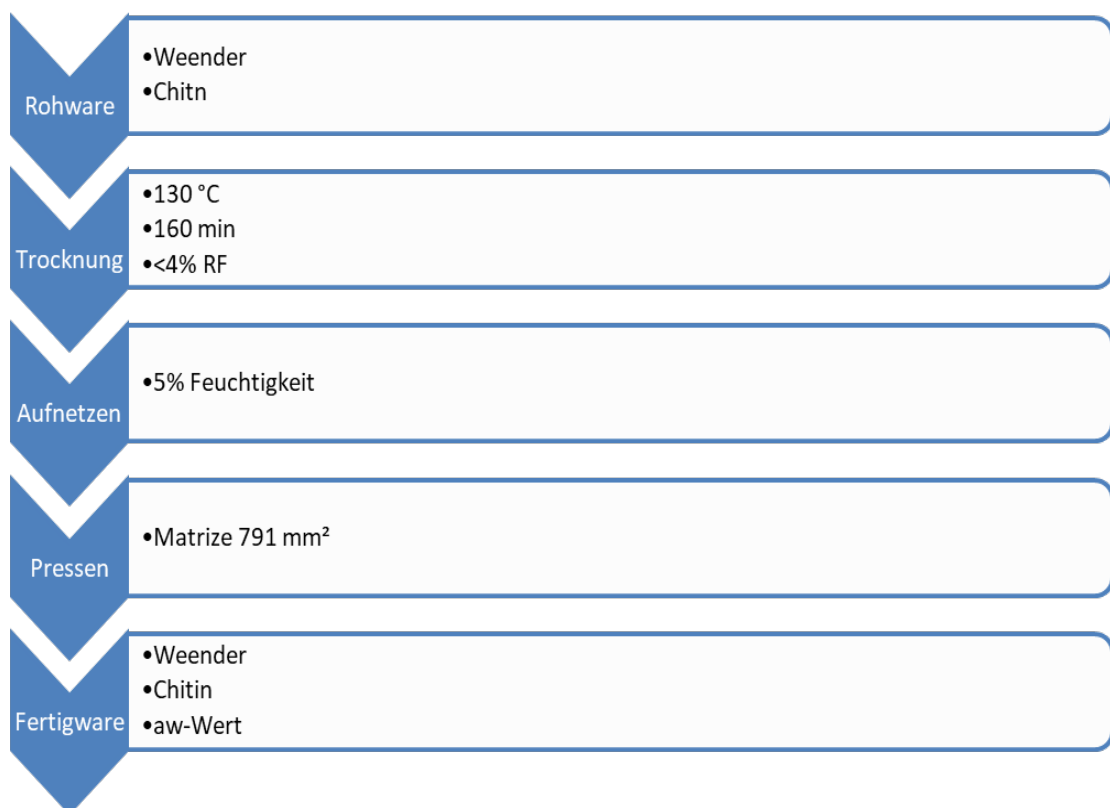 Rohware
•Weender
•Chitn
Trocknung
•130 °C
•160 min
•<4% RF
Aufnetzen
•5% Feuchtigkeit
Pressen
•Matrize 791 mm²
Fertigware
•Weender
•Chitin
•aw-Wert